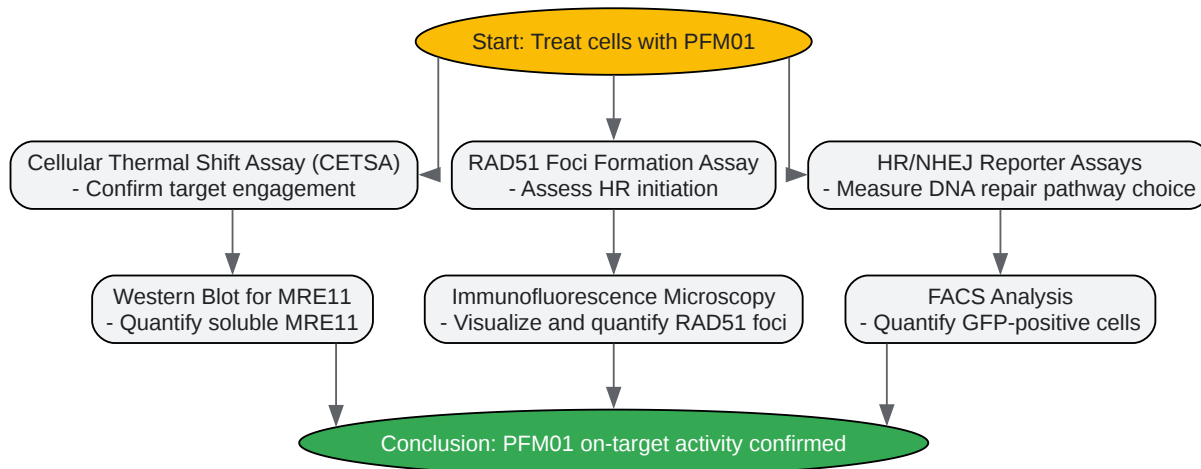 Start: Treat cells with PFM01
Cellular Thermal Shift Assay (CETSA)
- Confirm target engagement
RAD51 Foci Formation Assay
- Assess HR initiation
HR/NHEJ Reporter Assays
- Measure DNA repair pathway choice
Western Blot for MRE11
- Quantify soluble MRE11
Immunofluorescence Microscopy
- Visualize and quantify RAD51 foci
FACS Analysis
- Quantify GFP-positive cells
Conclusion: PFM01 on-target activity confirmed